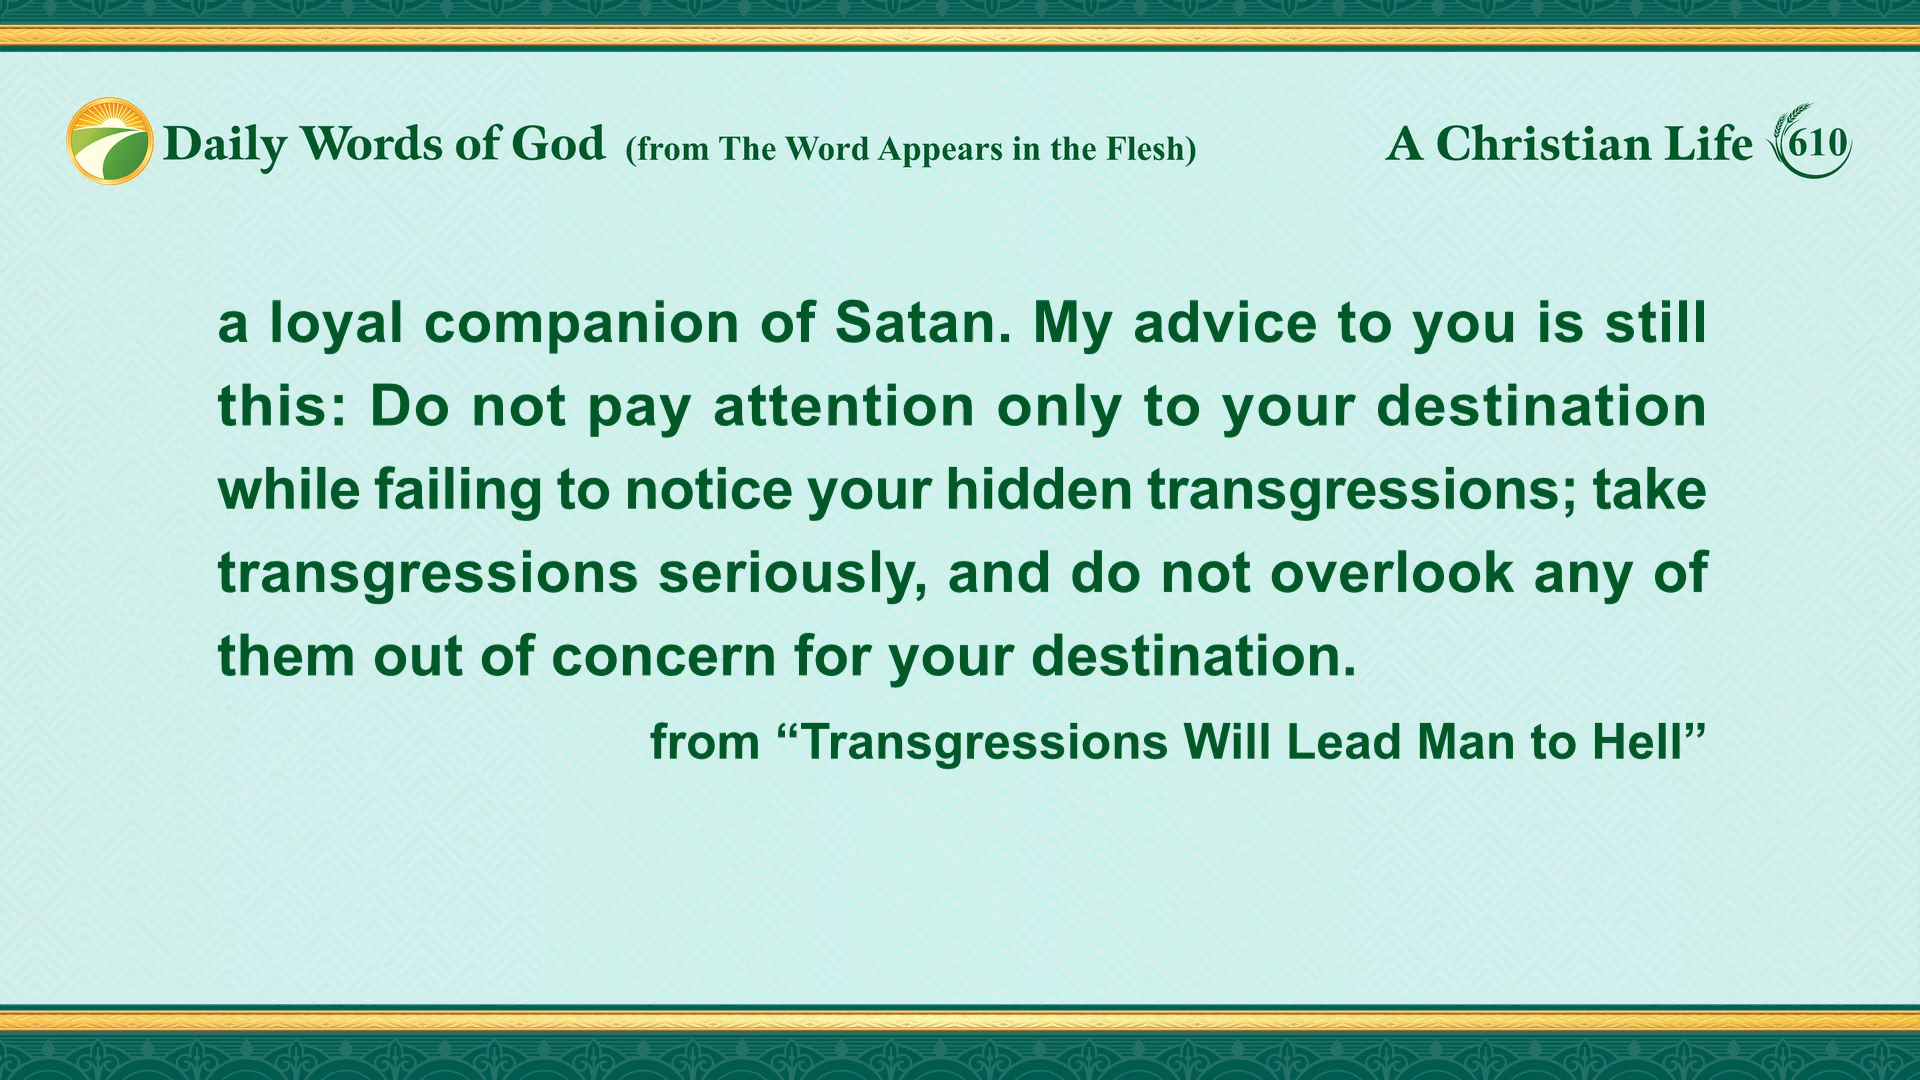 Daily Words of God (from The Word Appears in the Flesh)
A Christian Life 610
a loyal companion of Satan. My advice to you is still
this: Do not pay attention only to your destination
while failing to notice your hidden transgressions; take
transgressions seriously, and do not overlook any of
them out of concern for your destination.
from “Transgressions Will Lead Man to Hell”